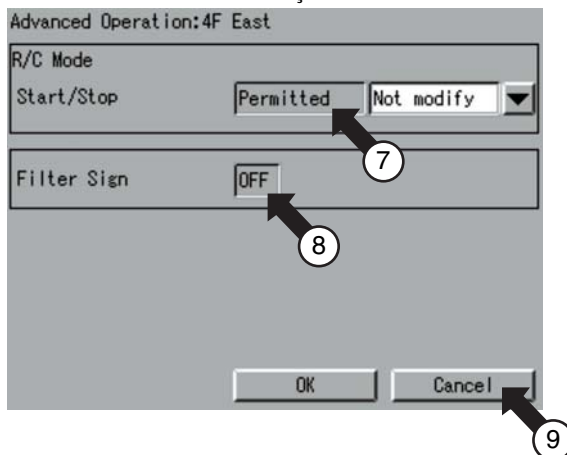 Advanced Operation:4F East
R/C Mode
Start/Stop Permitted Not modify
7
Filter Sign OFF
8
OK Cancel
9